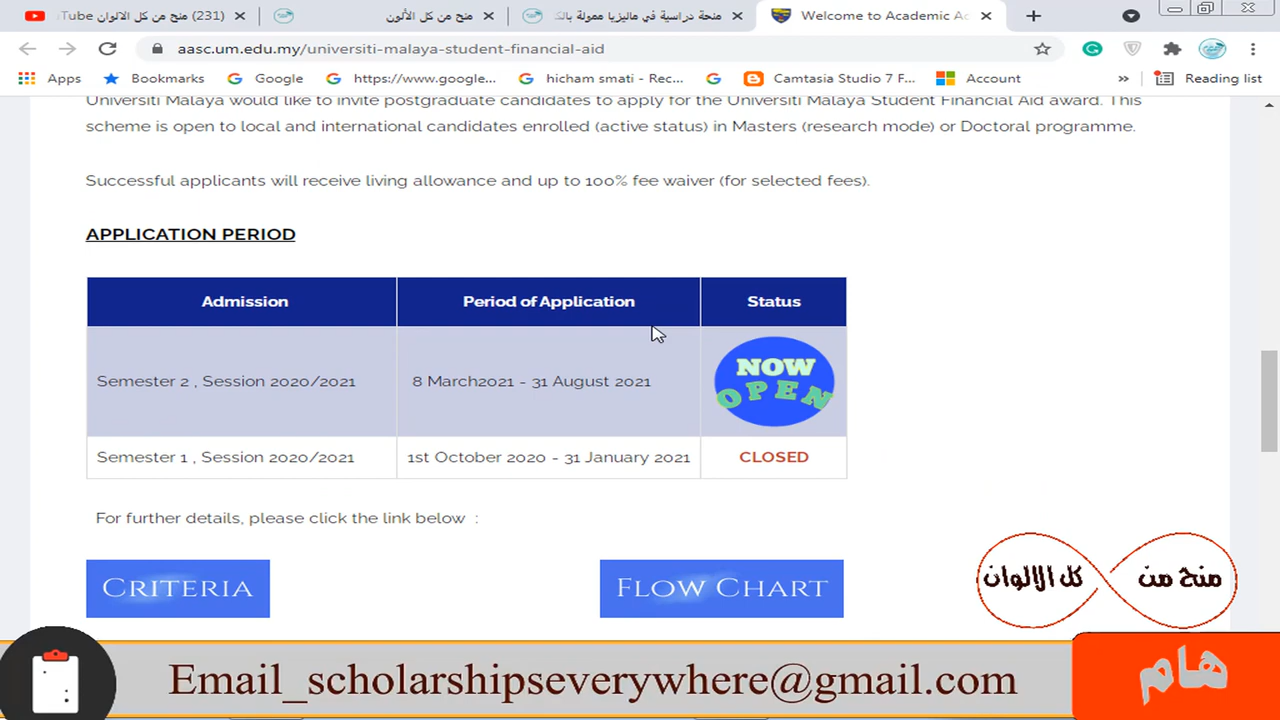 (231) منح من كل الالوان
منح من كل الألون
منحة دراسية في ماليزيا ممولة بالك
Welcome to Academic Ac
aasc.um.edu.my/universiti-malaya-student-financial-aid
Apps Bookmarks Google https://www.google... hicham smati - Rec... Camtasia Studio 7 F... Account » Reading list
Universiti Malaya would like to invite postgraduate candidates to apply for the Universiti Malaya Student Financial Aid award. This
scheme is open to local and international candidates enrolled (active status) in Masters (research mode) or Doctoral programme.
Successful applicants will receive living allowance and up to 100% fee waiver (for selected fees).
APPLICATION PERIOD
Admission Period of Application Status
Semester 2 , Session 2020/2021 8 March2021 - 31 August 2021 NOW OPEN
Semester 1 , Session 2020/2021 1st October 2020 - 31 January 2021 CLOSED
For further details, please click the link below :
CRITERIA FLOW CHART
منح من كل الالوان
Email_scholarshipseverywhere@gmail.com
هام